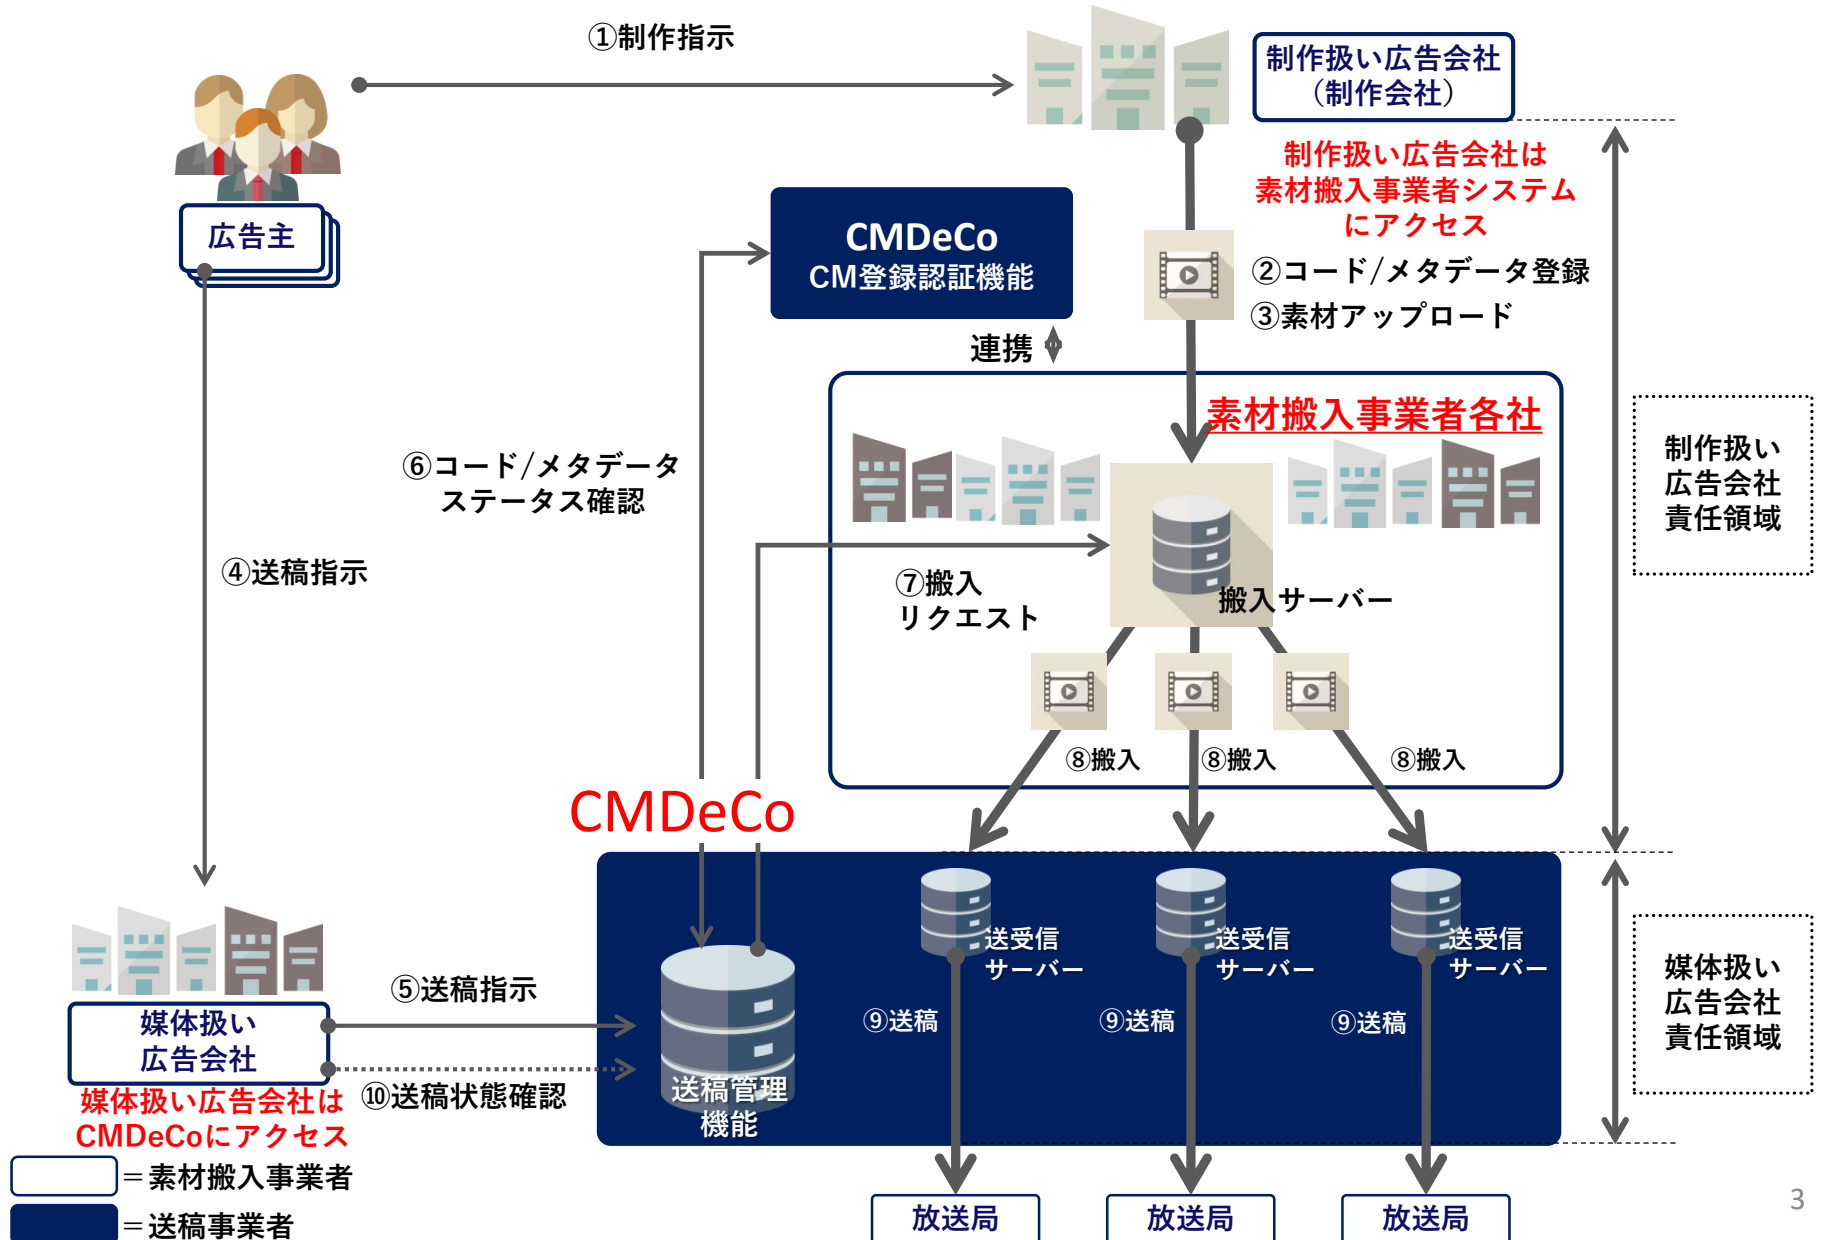 ①制作指示
制作扱い広告会社
（制作会社）
広告主
制作扱い広告会社は
素材搬入事業者システム
にアクセス
CMDeCo
CM登録認証機能
②コード/メタデータ登録
③素材アップロード
連携
素材搬入事業者各社
⑥コード/メタデータ
ステータス確認
制作扱い
広告会社
責任領域
④送稿指示
⑦搬入
リクエスト
搬入サーバー
⑧搬入
⑧搬入
⑧搬入
CMDeCo
送受信
サーバー
送受信
サーバー
送受信
サーバー
媒体扱い
広告会社
責任領域
⑤送稿指示
媒体扱い
広告会社
⑨送稿
⑨送稿
⑨送稿
送稿管理
機能
⑩送稿状態確認
媒体扱い広告会社は
CMDeCoにアクセス
＝素材搬入事業者
＝送稿事業者
放送局
放送局
放送局
3